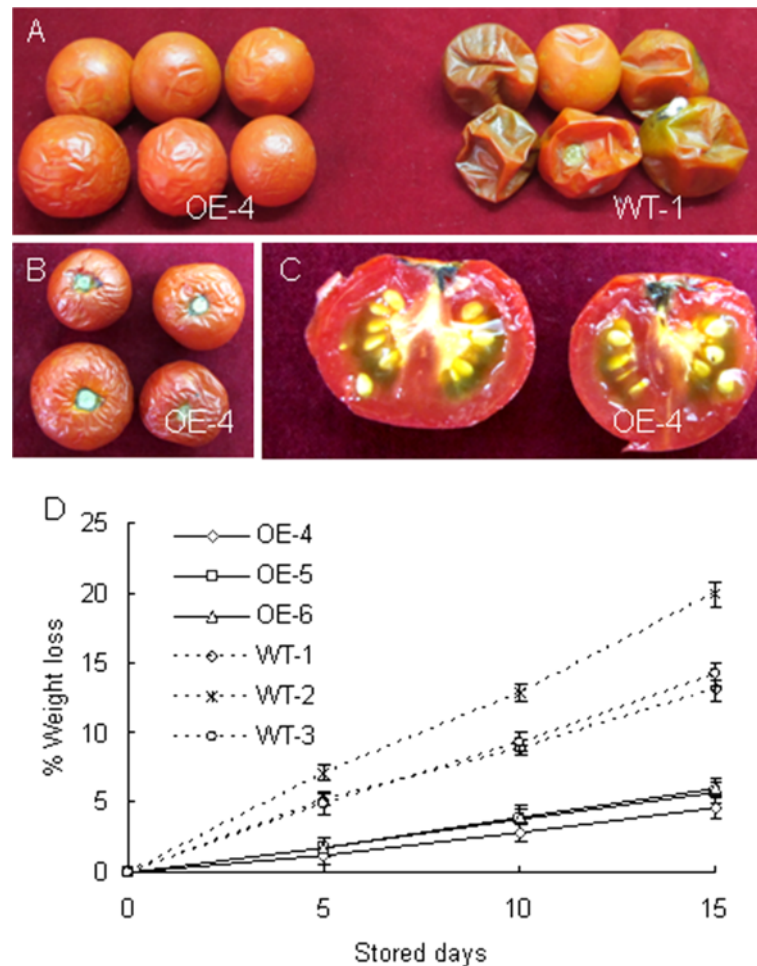 A
OE-4
WT-1
B
OE-4
C
OE-4
D
% Weight loss
25
20
15
10
5
0
OE-4
OE-5
OE-6
WT-1
WT-2
WT-3
0 5 10 15
Stored days